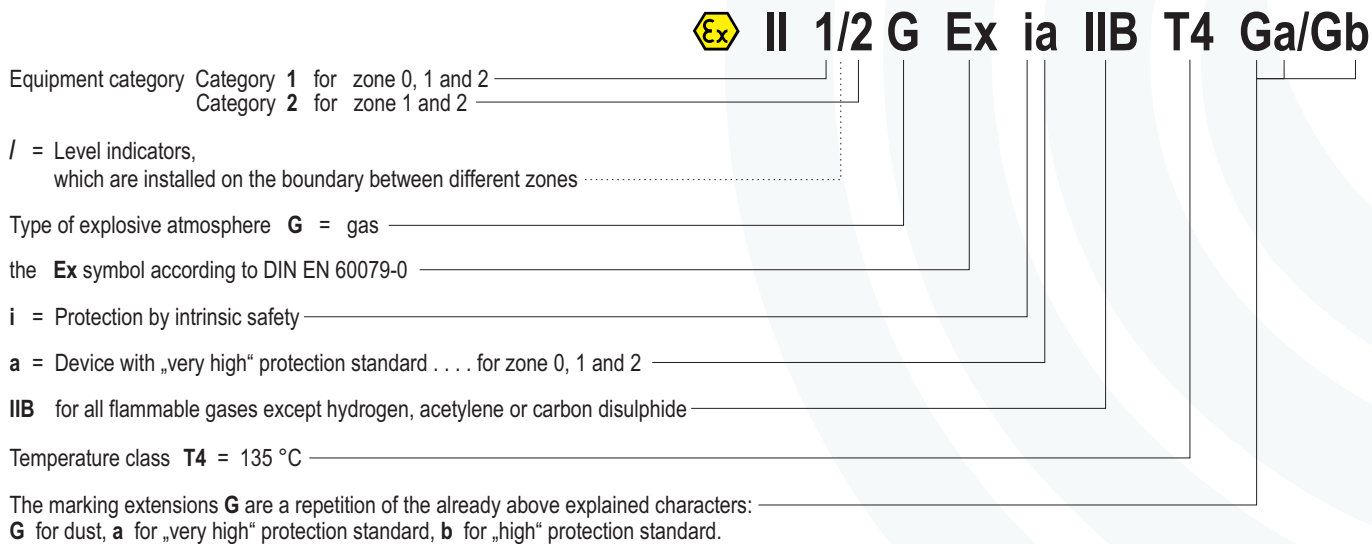 Ex II 1/2 G Ex ia IIB T4 Ga/Gb
Equipment category Category 1 for zone 0, 1 and 2
Category 2 for zone 1 and 2
/ = Level indicators,
which are installed on the boundary between different zones
Type of explosive atmosphere G = gas
the Ex symbol according to DIN EN 60079-0
i = Protection by intrinsic safety
a = Device with „very high“ protection standard . . . . for zone 0, 1 and 2
IIB for all flammable gases except hydrogen, acetylene or carbon disulphide
Temperature class T4 = 135 °C
The marking extensions G are a repetition of the already above explained characters:
G for dust, a for „very high“ protection standard, b for „high“ protection standard.